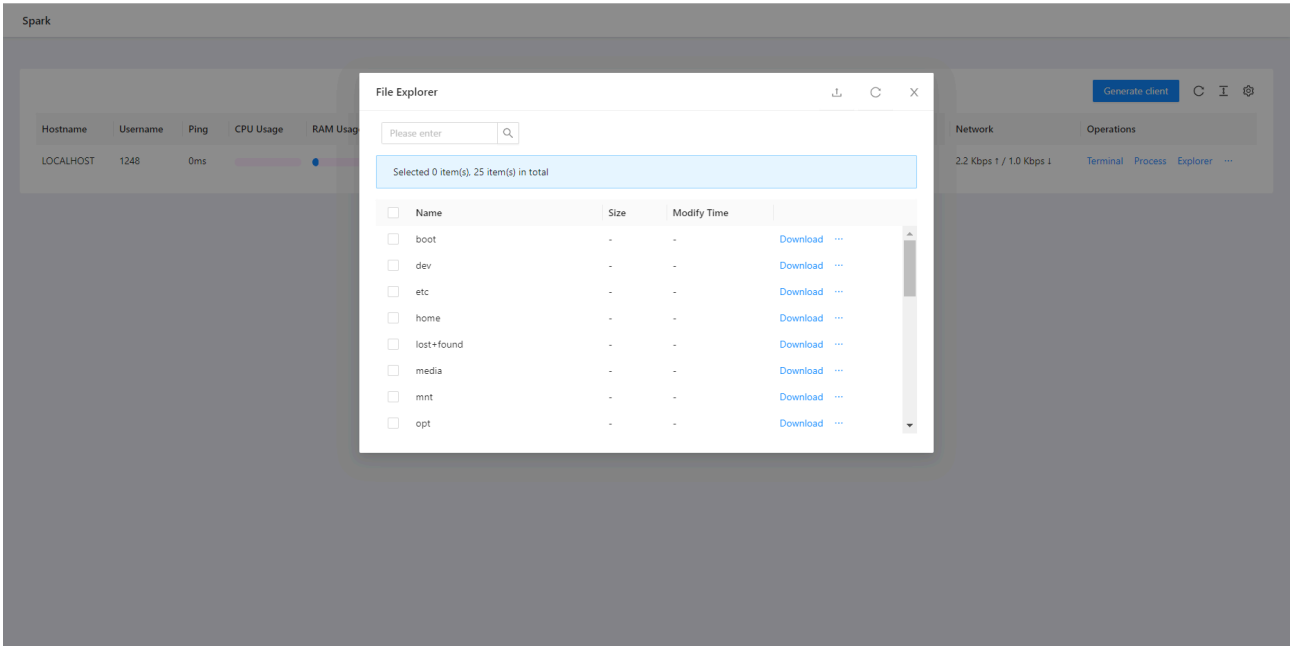 Spark
File Explorer
Generate client
Hostname Username Ping CPU Usage RAM Usag Network Operations
Please enter
LOCALHOST 1248 0ms 2.2 Kbps ↑ / 1.0 Kbps ↓ Terminal Process Explorer ···
Selected 0 item(s), 25 item(s) in total
Name Size Modify Time
boot - - Download ···
dev - - Download ···
etc - - Download ···
home - - Download ···
lost+found - - Download ···
media - - Download ···
mnt - - Download ···
opt - - Download ···